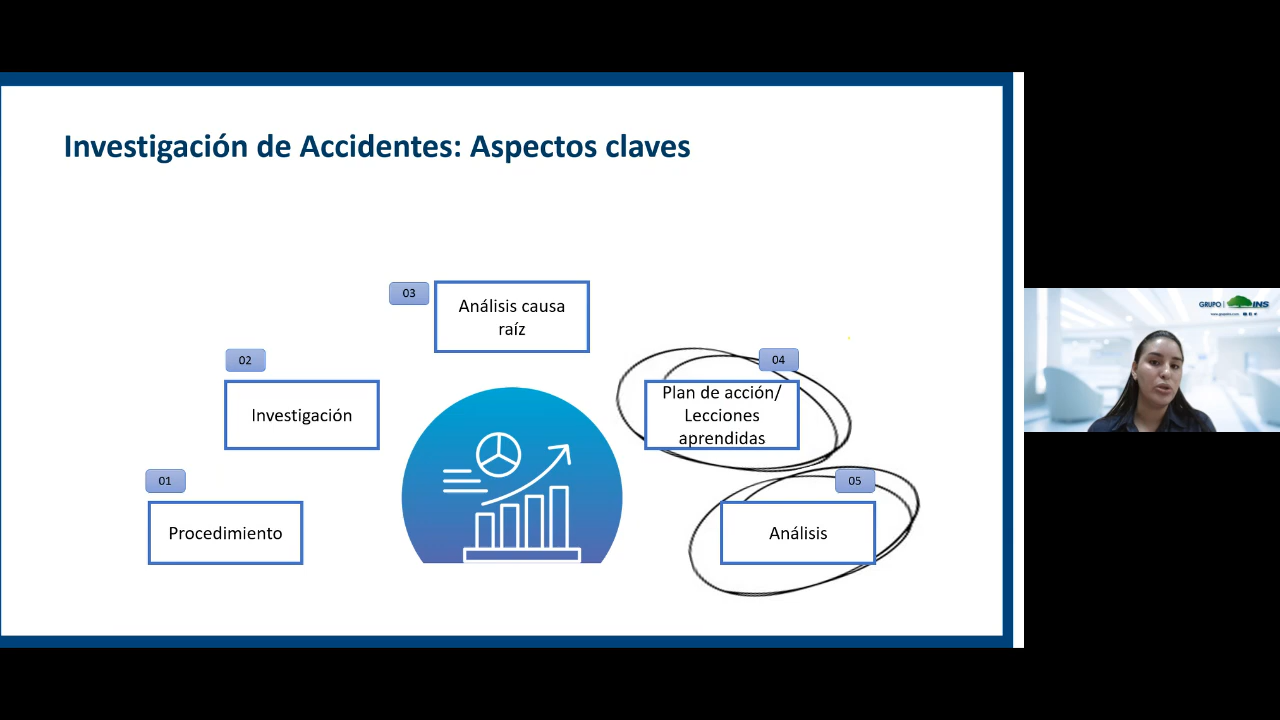 Investigación de Accidentes: Aspectos claves
03
Análisis causa
raíz
02
Investigación
04
Plan de acción/
Lecciones
aprendidas
01
Procedimiento
05
Análisis
GRUPO | INS